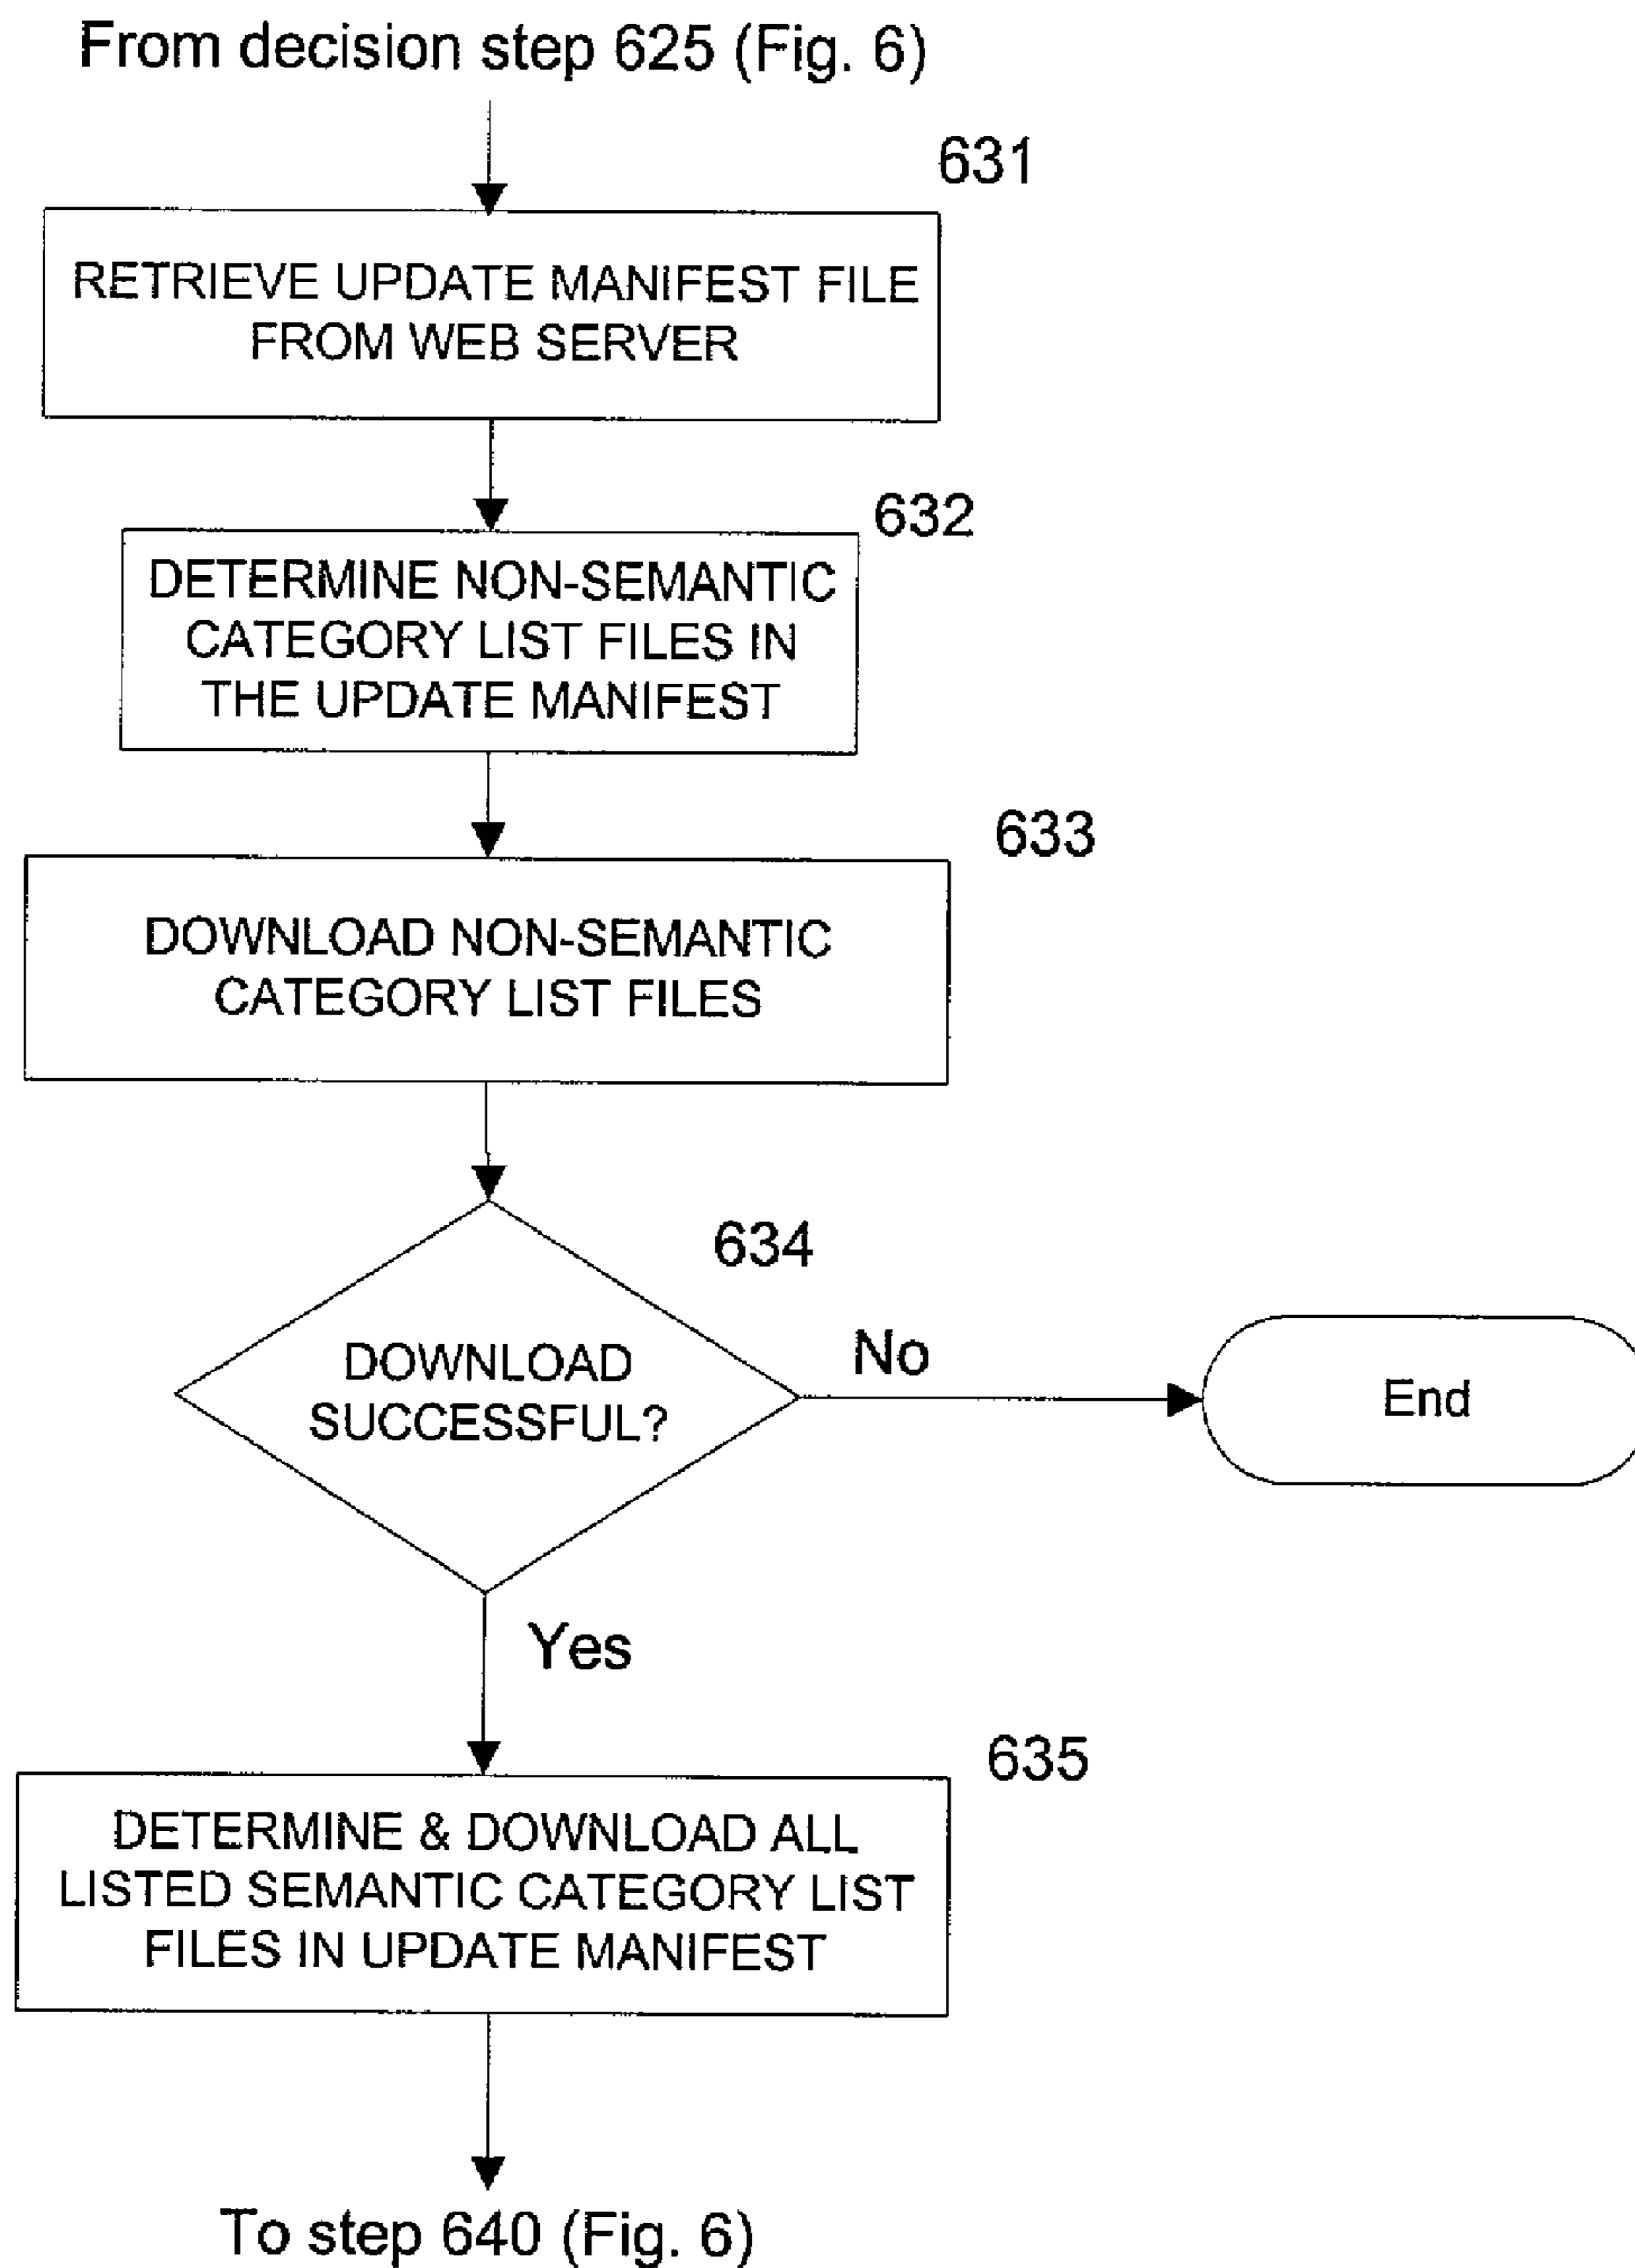 From decision step 625 (Fig. 6)
631
RETRIEVE UPDATE MANIFEST FILE
FROM WEB SERVER
632
DETERMINE NON-SEMANTIC
CATEGORY LIST FILES IN
THE UPDATE MANIFEST
633
DOWNLOAD NON-SEMANTIC
CATEGORY LIST FILES
634
DOWNLOAD
SUCCESSFUL?
No
End
Yes
635
DETERMINE & DOWNLOAD ALL
LISTED SEMANTIC CATEGORY LIST
FILES IN UPDATE MANIFEST
To step 640 (Fig. 6)